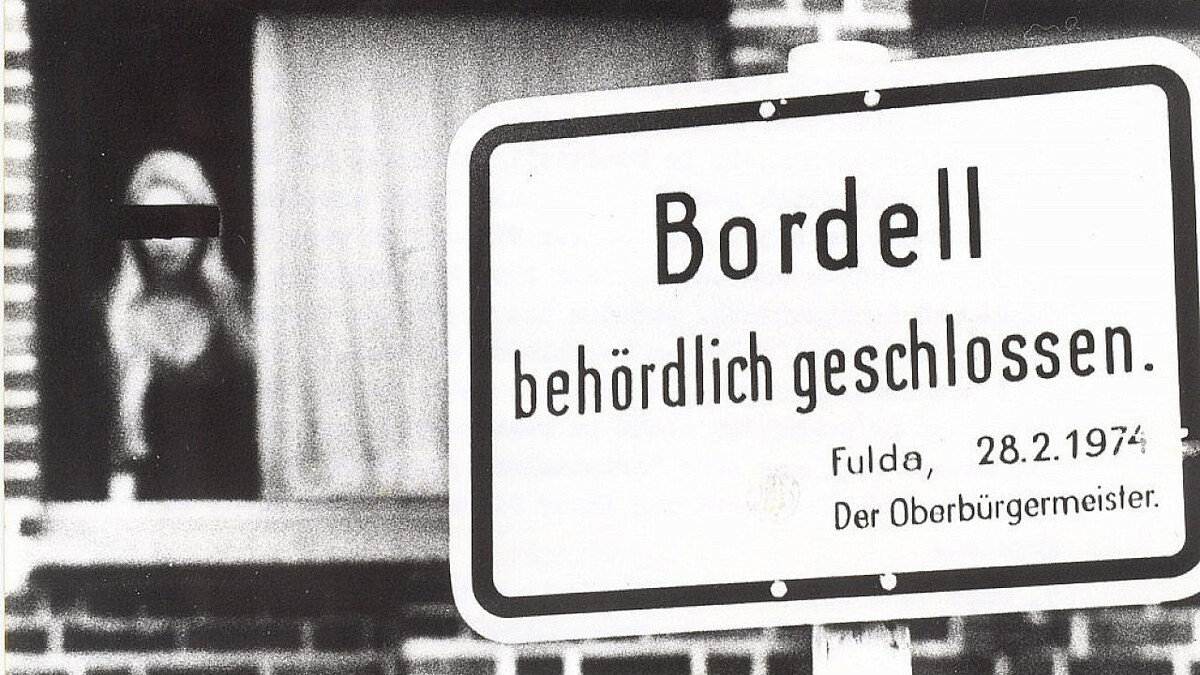 Bordell
behördlich geschlossen.
Fulda, 28.2.1974
Der Oberbürgermeister.